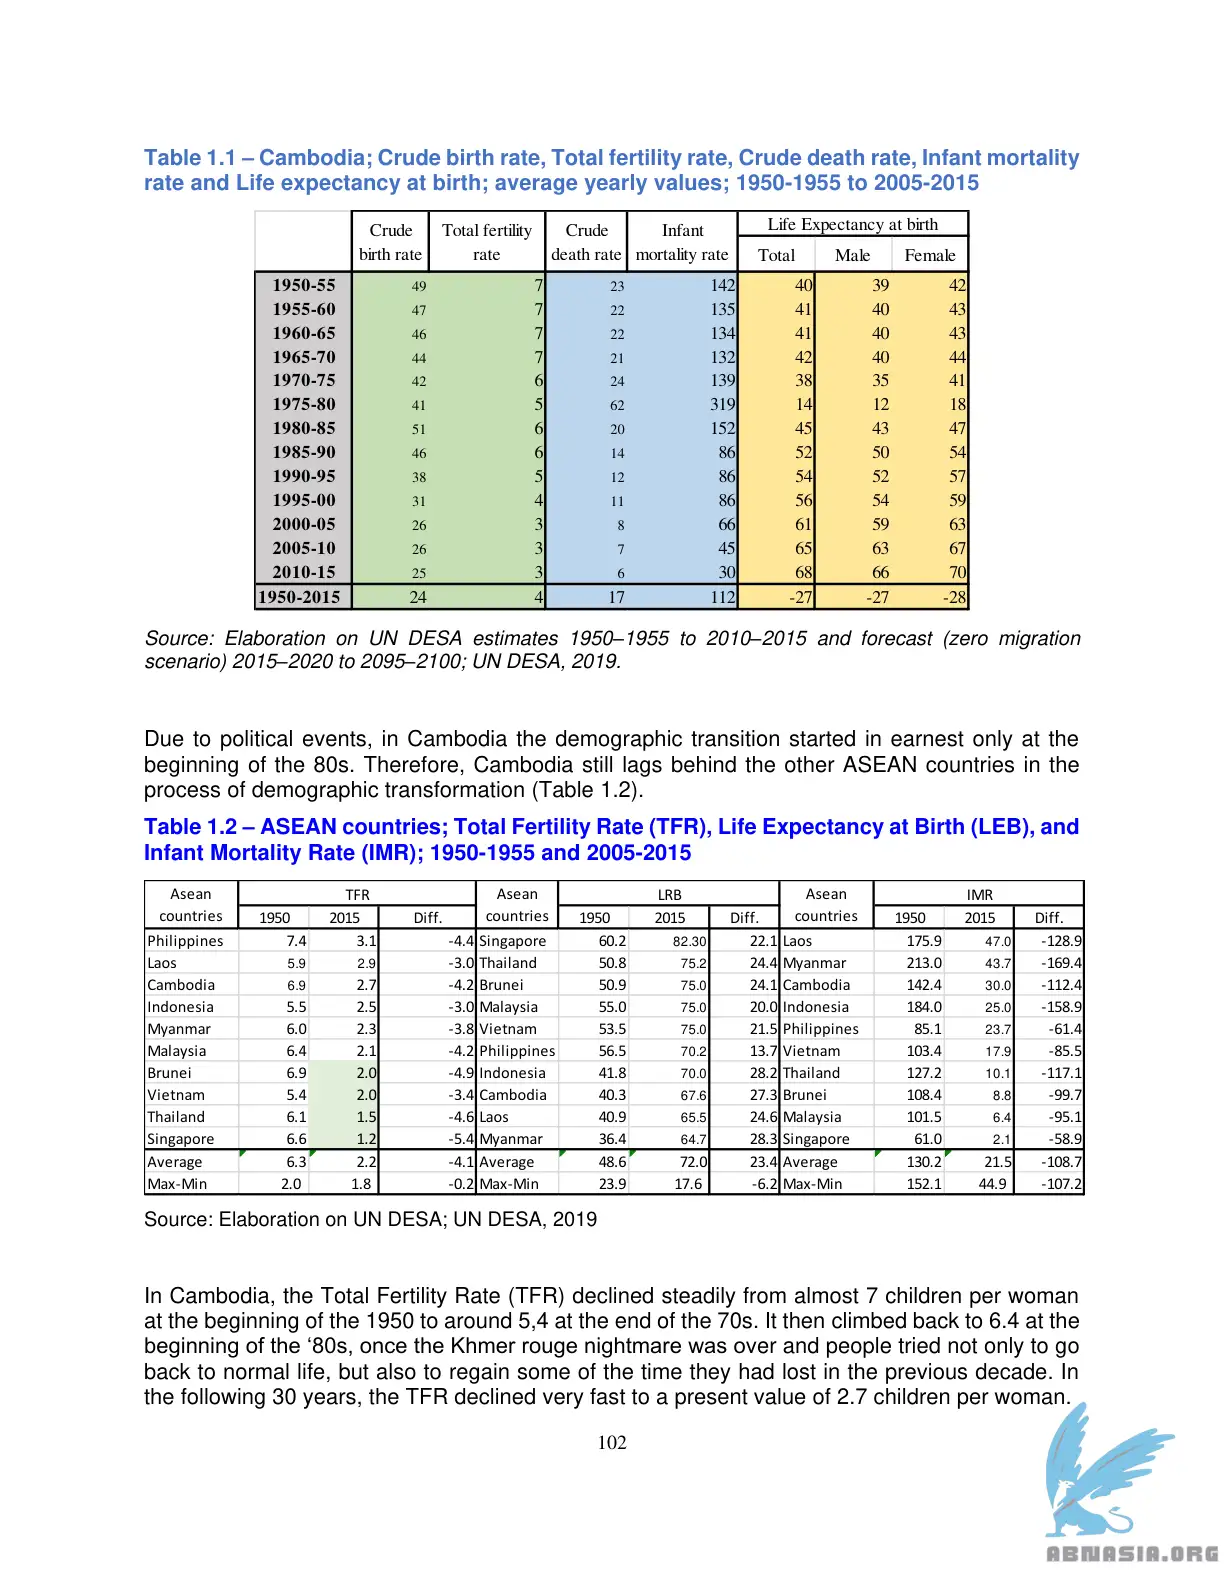 Table 1.1 – Cambodia; Crude birth rate, Total fertility rate, Crude death rate, Infant mortality
rate and Life expectancy at birth; average yearly values; 1950-1955 to 2005-2015
Crude birth rate Total fertility rate Crude death rate Infant mortality rate Life Expectancy at birth
Total Male Female
1950-55 49 7 23 142 40 39 42
1955-60 47 7 22 135 41 40 43
1960-65 46 7 22 134 41 40 43
1965-70 44 7 21 132 42 40 44
1970-75 42 6 24 139 38 35 41
1975-80 41 5 62 319 14 12 18
1980-85 51 6 20 152 45 43 47
1985-90 46 6 14 86 52 50 54
1990-95 38 5 12 86 54 52 57
1995-00 31 4 11 86 56 54 59
2000-05 26 3 8 66 61 59 63
2005-10 26 3 7 45 65 63 67
2010-15 25 3 6 30 68 66 70
1950-2015 24 4 17 112 -27 -27 -28
Source: Elaboration on UN DESA estimates 1950–1955 to 2010–2015 and forecast (zero migration
scenario) 2015–2020 to 2095–2100; UN DESA, 2019.
Due to political events, in Cambodia the demographic transition started in earnest only at the
beginning of the 80s. Therefore, Cambodia still lags behind the other ASEAN countries in the
process of demographic transformation (Table 1.2).
Table 1.2 – ASEAN countries; Total Fertility Rate (TFR), Life Expectancy at Birth (LEB), and
Infant Mortality Rate (IMR); 1950-1955 and 2005-2015
Asean countries TFR Asean countries LRB Asean countries IMR
1950 2015 Diff. 1950 2015 Diff. 1950 2015 Diff.
Philippines 7.4 3.1 -4.4 Singapore 60.2 82.30 22.1 Laos 175.9 47.0 -128.9
Laos 5.9 2.9 -3.0 Thailand 50.8 75.2 24.4 Myanmar 213.0 43.7 -169.4
Cambodia 6.9 2.7 -4.2 Brunei 50.9 75.0 24.1 Cambodia 142.4 30.0 -112.4
Indonesia 5.5 2.5 -3.0 Malaysia 55.0 75.0 20.0 Indonesia 184.0 25.0 -158.9
Myanmar 6.0 2.3 -3.8 Vietnam 53.5 75.0 21.5 Philippines 85.1 23.7 -61.4
Malaysia 6.4 2.1 -4.2 Philippines 56.5 70.2 13.7 Vietnam 103.4 17.9 -85.5
Brunei 6.9 2.0 -4.9 Indonesia 41.8 70.0 28.2 Thailand 127.2 10.1 -117.1
Vietnam 5.4 2.0 -3.4 Cambodia 40.3 67.6 27.3 Brunei 108.4 8.8 -99.7
Thailand 6.1 1.5 -4.6 Laos 40.9 65.5 24.6 Malaysia 101.5 6.4 -95.1
Singapore 6.6 1.2 -5.4 Myanmar 36.4 64.7 28.3 Singapore 61.0 2.1 -58.9
Average 6.3 2.2 -4.1 Average 48.6 72.0 23.4 Average 130.2 21.5 -108.7
Max-Min 2.0 1.8 -0.2 Max-Min 23.9 17.6 -6.2 Max-Min 152.1 44.9 -107.2
Source: Elaboration on UN DESA; UN DESA, 2019
In Cambodia, the Total Fertility Rate (TFR) declined steadily from almost 7 children per woman
at the beginning of the 1950 to around 5,4 at the end of the 70s. It then climbed back to 6.4 at the
beginning of the ‘80s, once the Khmer rouge nightmare was over and people tried not only to go
back to normal life, but also to regain some of the time they had lost in the previous decade. In
the following 30 years, the TFR declined very fast to a present value of 2.7 children per woman.
102
ABNASIA.ORG